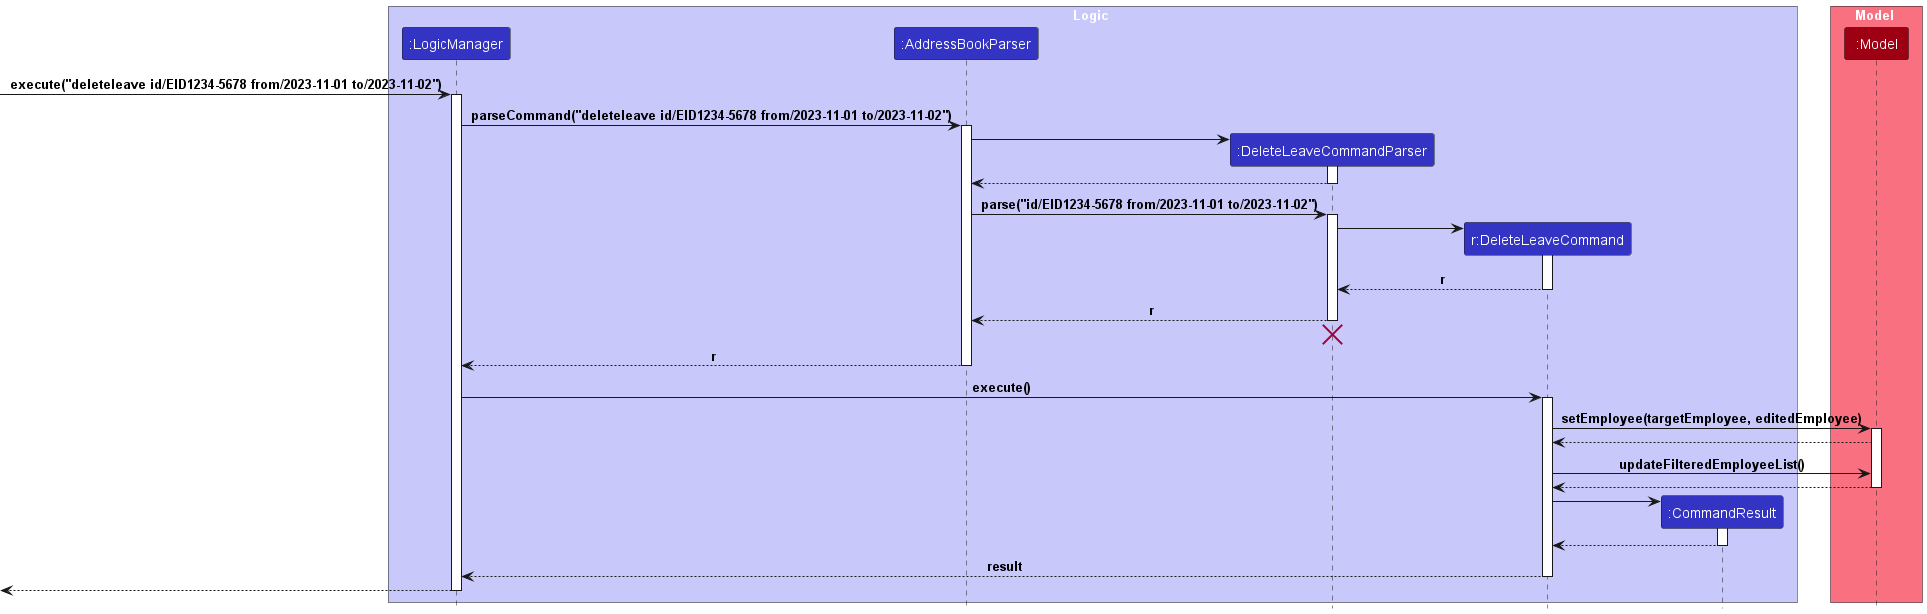 Logic
Model
:LogicManager
:AddressBookParser
:Model
execute("deleteleave id/EID1234-5678 from/2023-11-01 to/2023-11-02")
parseCommand("deleteleave id/EID1234-5678 from/2023-11-01 to/2023-11-02")
:DeleteLeaveCommandParser
parse("id/EID1234-5678 from/2023-11-01 to/2023-11-02")
r:DeleteLeaveCommand
r
r
r
execute()
setEmployee(targetEmployee, editedEmployee)
updateFilteredEmployeeList()
:CommandResult
result